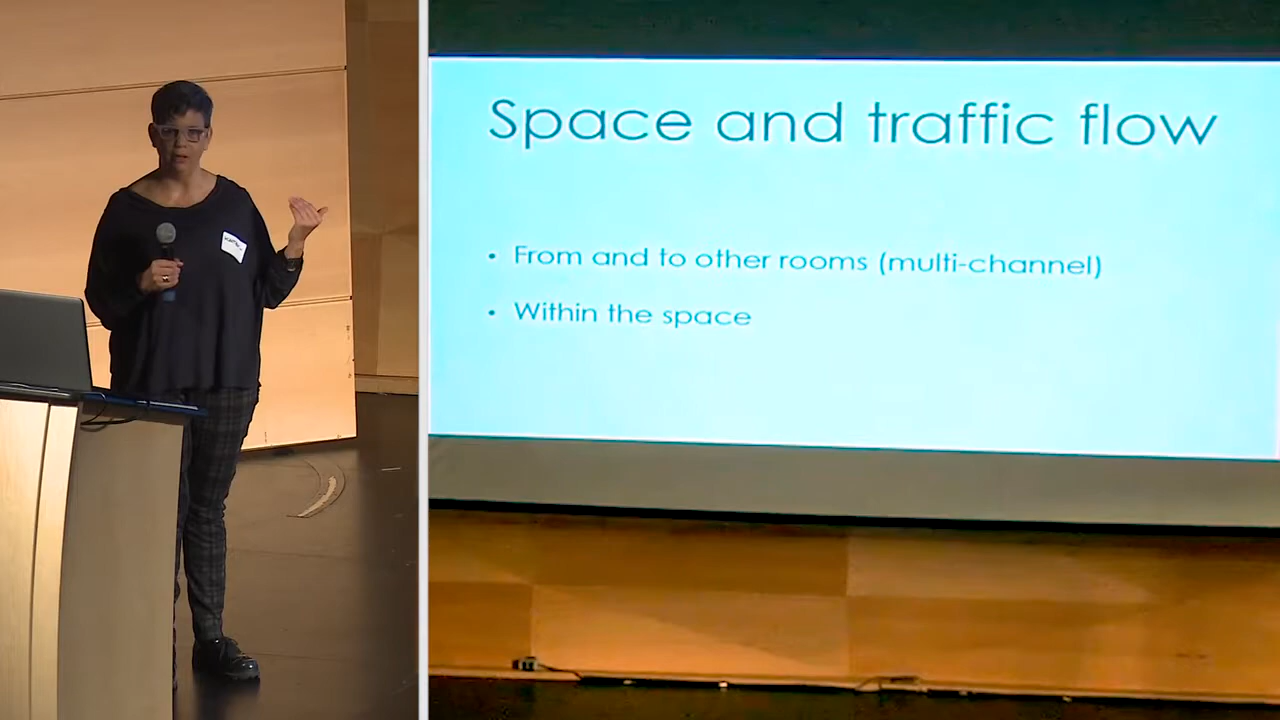 Space and traffic flow
• From and to other rooms (multi-channel)
• Within the space